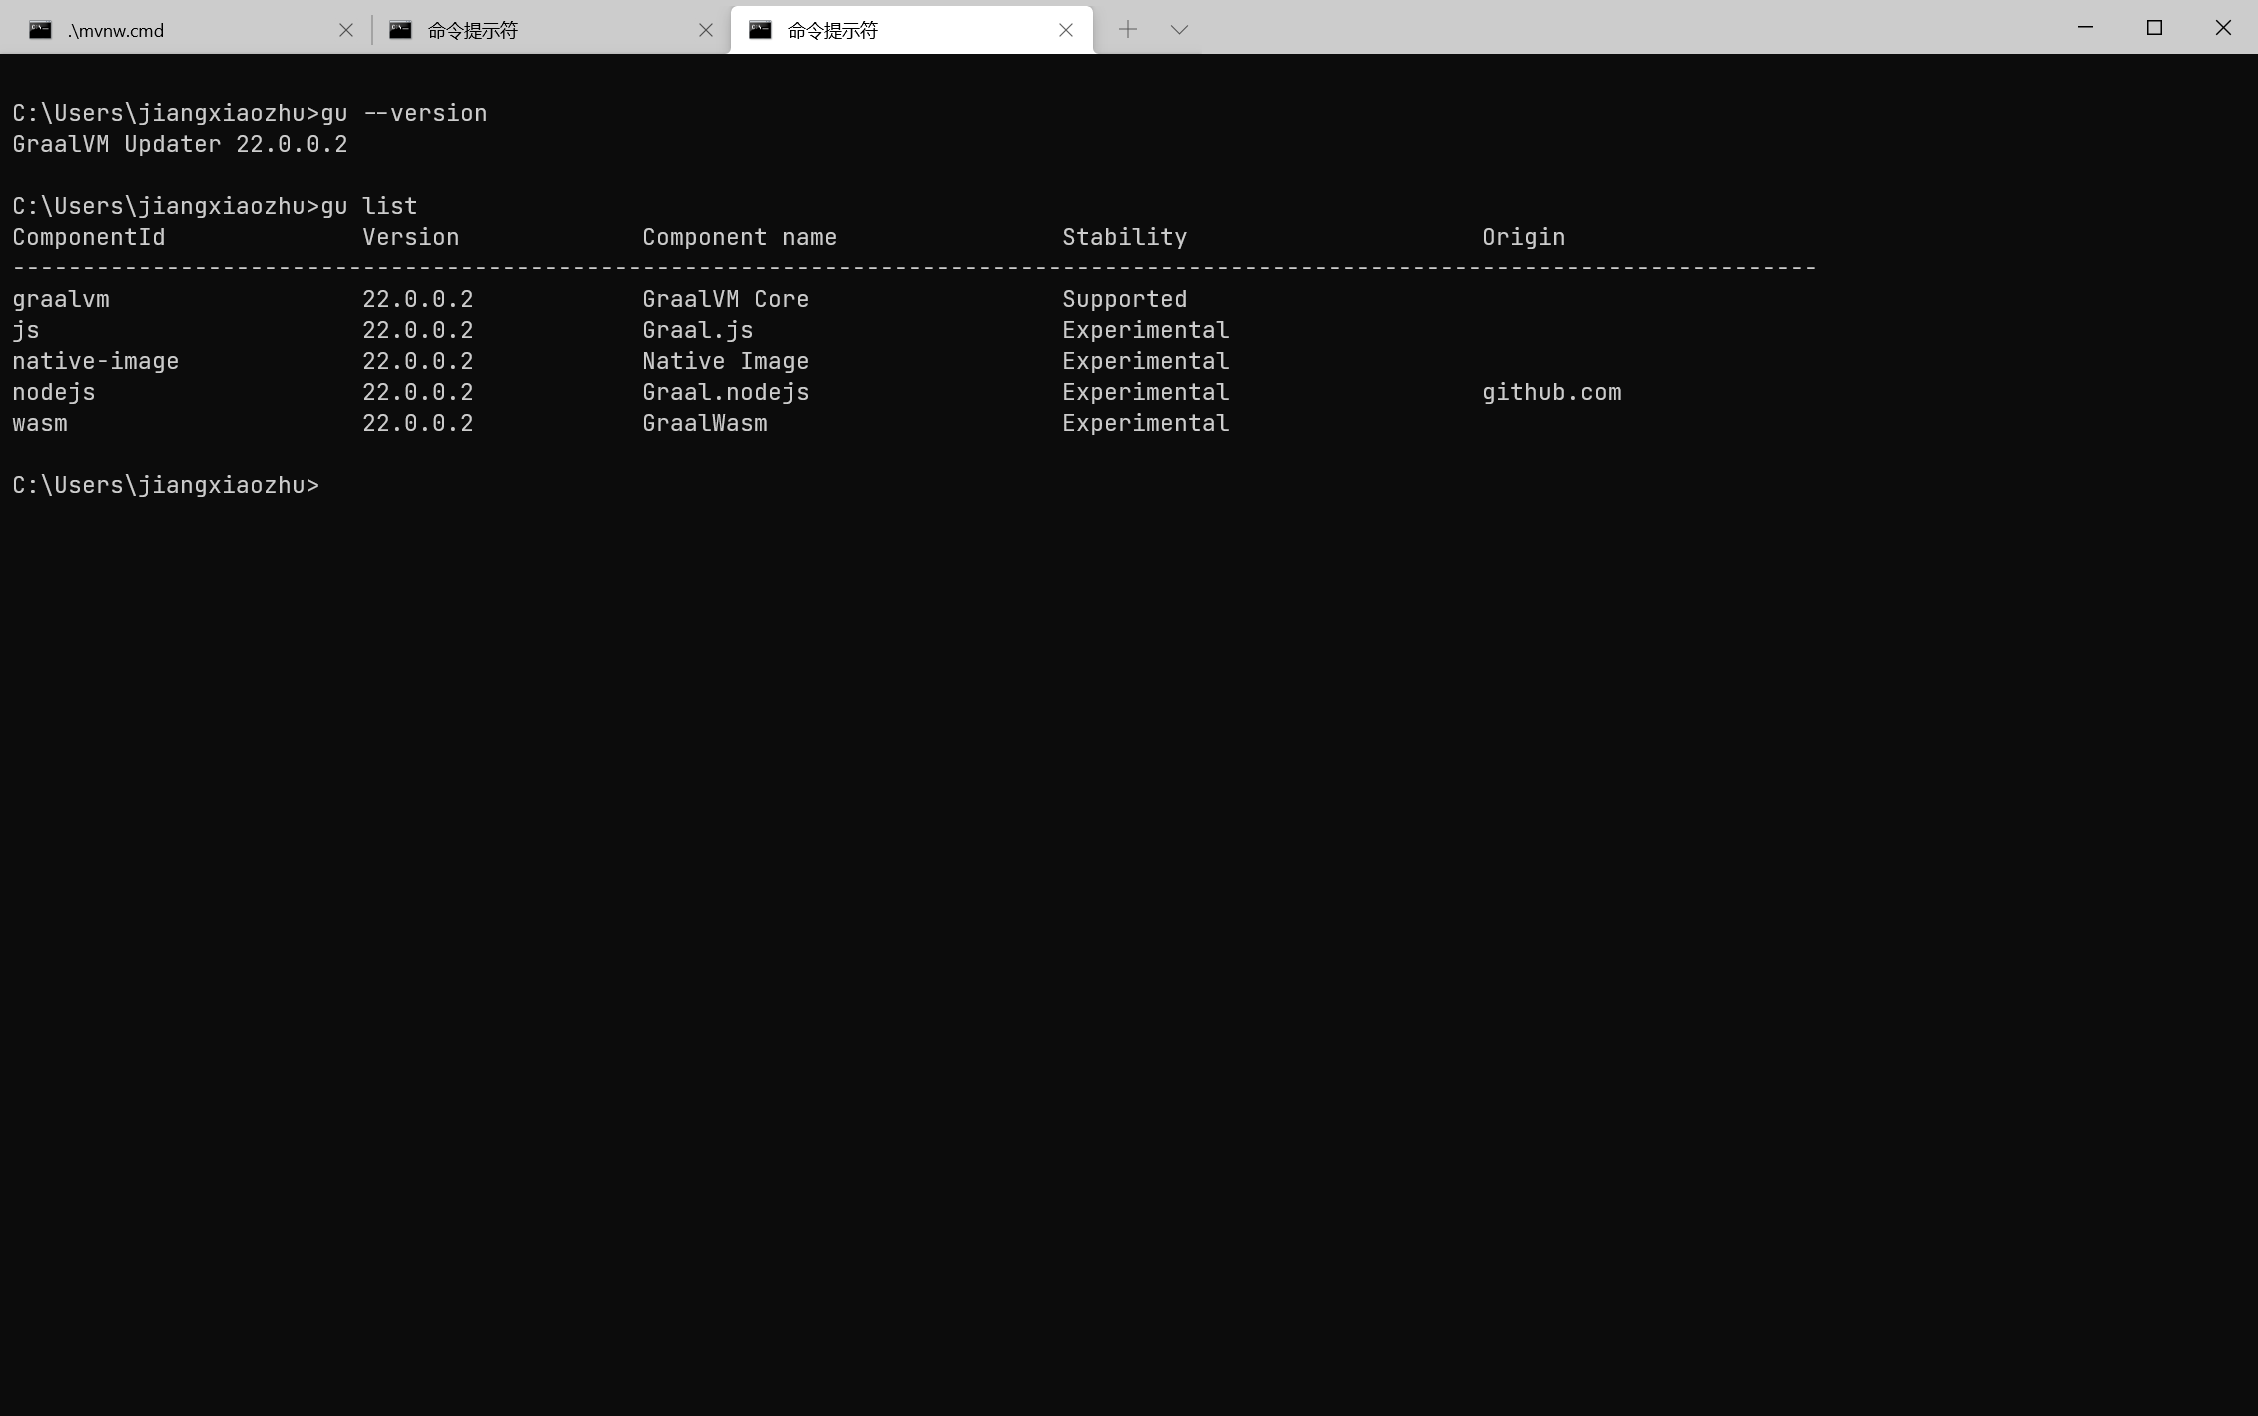 .\mvnw.cmd 命令提示符 命令提示符
C:\Users\jiangxiaozhu>gu --version
GraalVM Updater 22.0.0.2
C:\Users\jiangxiaozhu>gu list
ComponentId Version Component name Stability Origin
---------------------------------------------------------------------------------------------------------------------------------
graalvm 22.0.0.2 GraalVM Core Supported
js 22.0.0.2 Graal.js Experimental
native-image 22.0.0.2 Native Image Experimental
nodejs 22.0.0.2 Graal.nodejs Experimental github.com
wasm 22.0.0.2 GraalWasm Experimental
C:\Users\jiangxiaozhu>